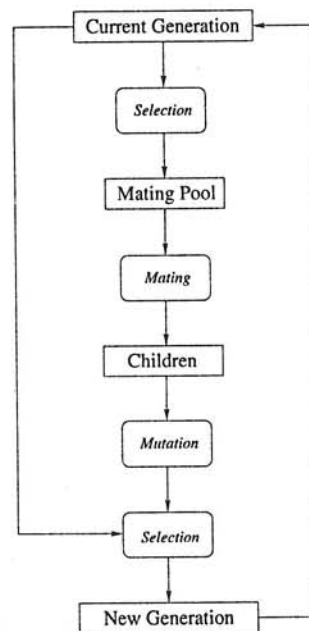 Current Generation
Selection
Mating Pool
Mating
Children
Mutation
Selection
New Generation